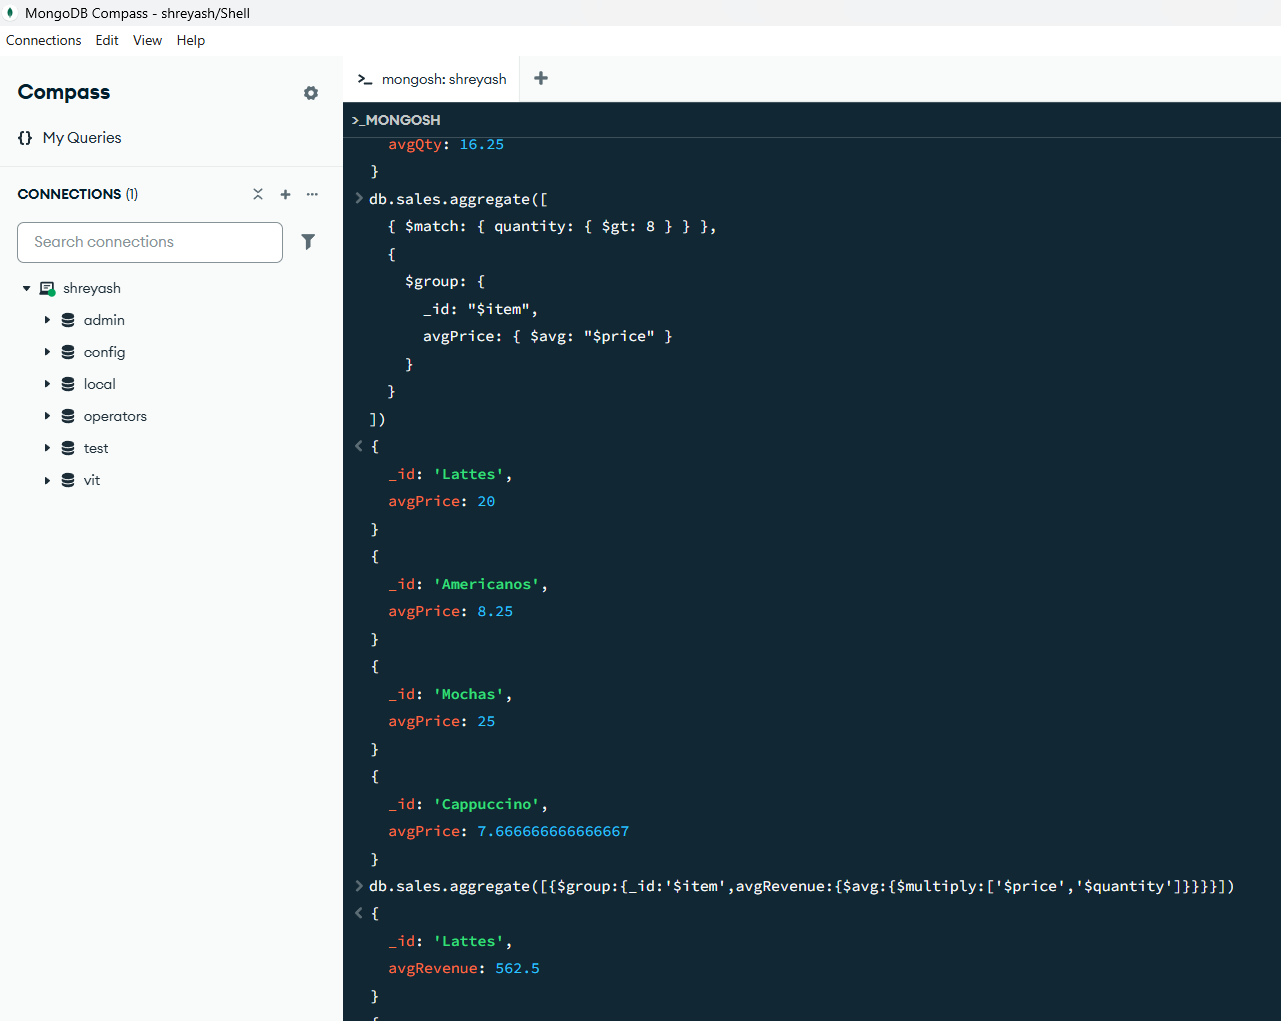 MongoDB Compass - shreyash/Shell
Connections Edit View Help
Compass
{} My Queries
CONNECTIONS (1)
Search connections
shreyash
admin
config
local
operators
test
vit
>_ mongosh: shreyash +
>_MONGOSH
avgQty: 16.25
}
> db.sales.aggregate([
{ $match: { quantity: { $gt: 8 } } },
{
$group: {
_id: "$item",
avgPrice: { $avg: "$price" }
}
}
])
< {
_id: 'Lattes',
avgPrice: 20
}
{
_id: 'Americanos',
avgPrice: 8.25
}
{
_id: 'Mochas',
avgPrice: 25
}
{
_id: 'Cappuccino',
avgPrice: 7.666666666666667
}
> db.sales.aggregate([{$group:{_id:'$item',avgRevenue:{$avg:{$multiply:['$price','$quantity']}}}}])
< {
_id: 'Lattes',
avgRevenue: 562.5
}
{